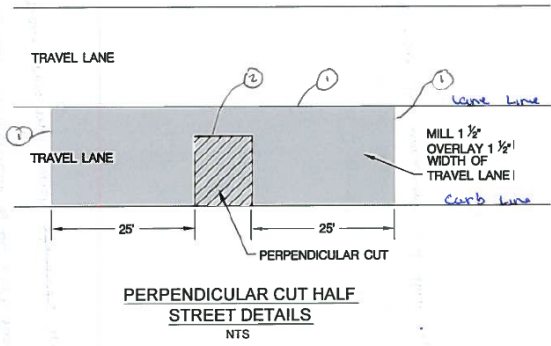 TRAVEL LANE
2
1
1
Lane Line
1
TRAVEL LANE
MILL 1 ½"
OVERLAY 1 ½"
WIDTH OF
TRAVEL LANE
Curb Line
25'
25'
PERPENDICULAR CUT
PERPENDICULAR CUT HALF
STREET DETAILS
NTS